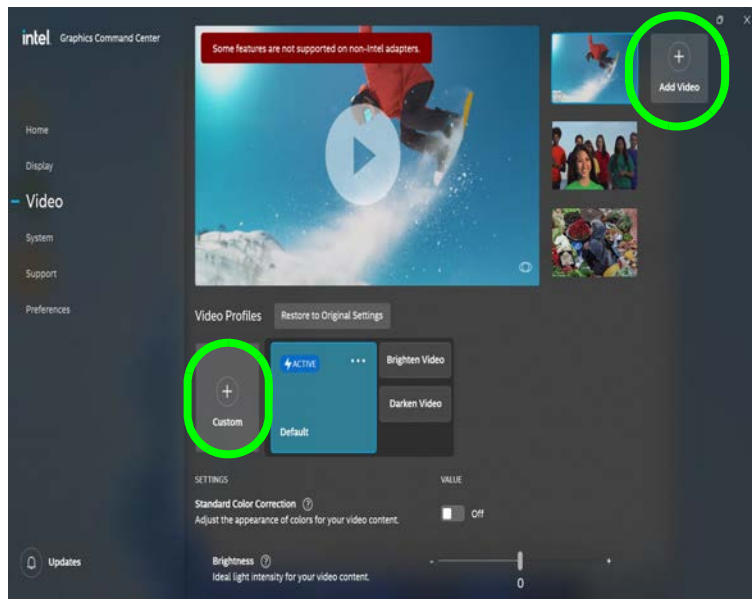 intel. Graphics Command Center
Some features are not supported on non-Intel adapters.
Add Video
Home
Display
Video
System
Support
Preferences
Video Profiles
Restore to Original Settings
Custom
ACTIVE
Default
Brighten Video
Darken Video
SETTINGS
VALUE
Standard Color Correction ?
Adjust the appearance of colors for your video content.
Off
Brightness ?
Ideal light intensity for your video content.
- +
0
Updates